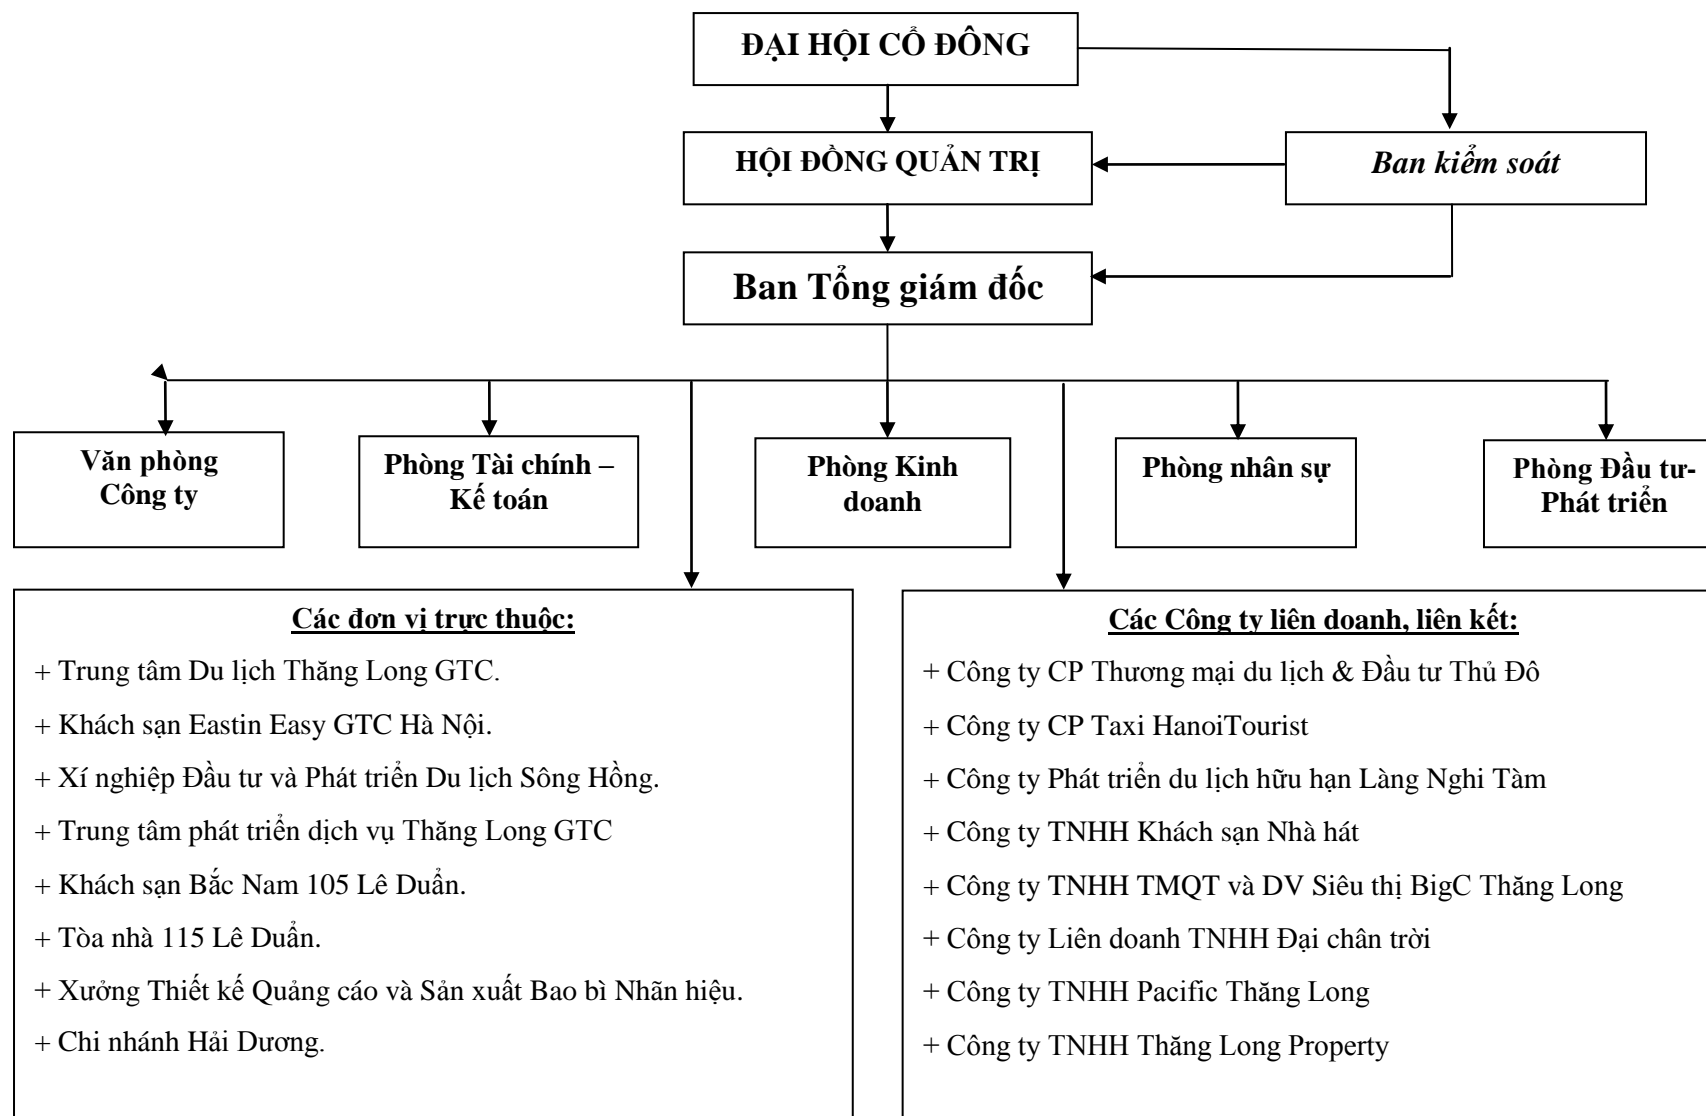 ĐẠI HỘI CỔ ĐÔNG
HỘI ĐỒNG QUẢN TRỊ
Ban kiểm soát
Ban Tổng giám đốc
Văn phòng
Công ty
Phòng Tài chính –
Kế toán
Phòng Kinh
doanh
Phòng nhân sự
Phòng Đầu tư-
Phát triển
Các đơn vị trực thuộc:
+ Trung tâm Du lịch Thăng Long GTC.
+ Khách sạn Eastin Easy GTC Hà Nội.
+ Xí nghiệp Đầu tư và Phát triển Du lịch Sông Hồng.
+ Trung tâm phát triển dịch vụ Thăng Long GTC
+ Khách sạn Bắc Nam 105 Lê Duẩn.
+ Tòa nhà 115 Lê Duẩn.
+ Xưởng Thiết kế Quảng cáo và Sản xuất Bao bì Nhãn hiệu.
+ Chi nhánh Hải Dương.
Các Công ty liên doanh, liên kết:
+ Công ty CP Thương mại du lịch & Đầu tư Thủ Đô
+ Công ty CP Taxi HanoiTourist
+ Công ty Phát triển du lịch hữu hạn Làng Nghi Tàm
+ Công ty TNHH Khách sạn Nhà hát
+ Công ty TNHH TMQT và DV Siêu thị BigC Thăng Long
+ Công ty Liên doanh TNHH Đại chân trời
+ Công ty TNHH Pacific Thăng Long
+ Công ty TNHH Thăng Long Property